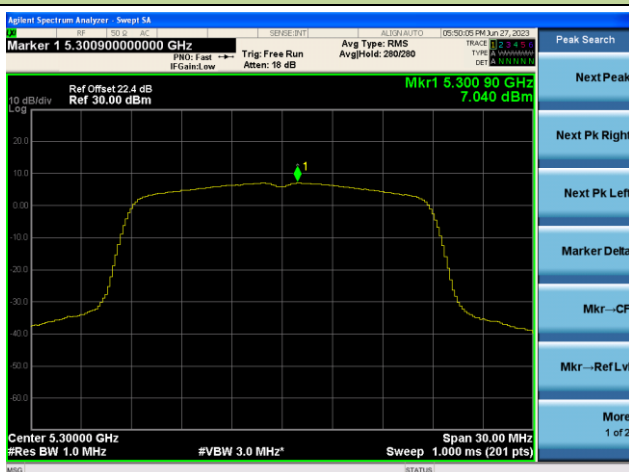 Agilent Spectrum Analyzer - Swept SA
RF 50 Ω AC SENSE:INT ALIGN AUTO 05:50:05 PM Jun 27, 2023
Marker 1 5.300900000000 GHz
PNO: Fast Trig: Free Run Avg Type: RMS TRACE 1 2 3 4 5 6
IFGain:Low Atten: 18 dB Avg|Hold: 280/280 TYPE A WWWWW
DET A N N N N N
Ref Offset 22.4 dB Mkr1 5.300 90 GHz
10 dB/div Ref 30.00 dBm 7.040 dBm
Log
20.0
10.0
1
0.00
-10.0
-20.0
-30.0
-40.0
-50.0
-60.0
Center 5.30000 GHz Span 30.00 MHz
#Res BW 1.0 MHz #VBW 3.0 MHz* Sweep 1.000 ms (201 pts)
MSG STATUS
Peak Search
Next Peak
Next Pk Right
Next Pk Left
Marker Delta
Mkr→CF
Mkr→Ref Lvl
More
1 of 2